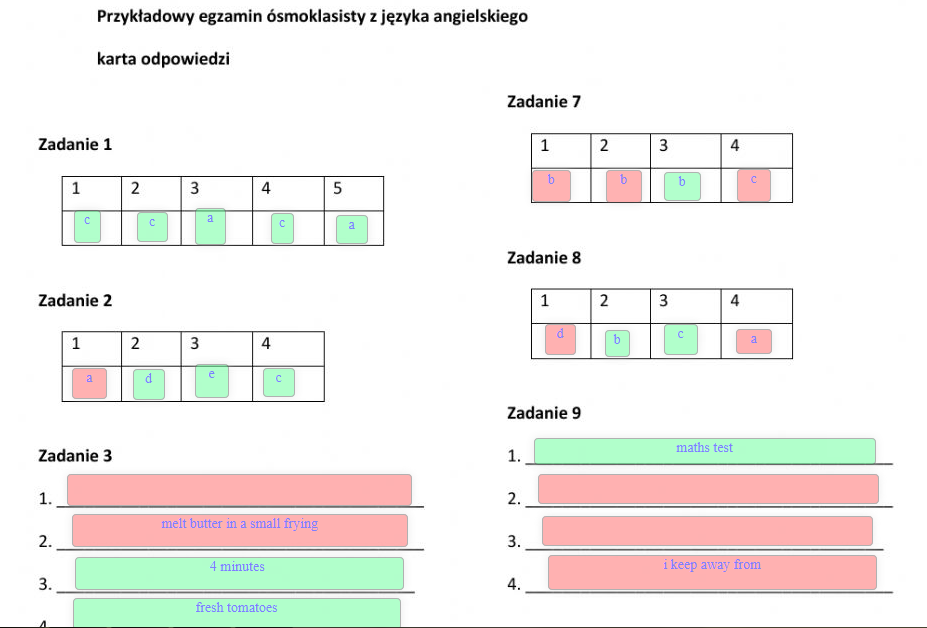 Przykładowy egzamin ósmoklasisty z języka angielskiego
karta odpowiedzi
Zadanie 1
1 2 3 4 5
c c a c a
Zadanie 2
1 2 3 4
a d e c
Zadanie 3
1.
2. melt butter in a small frying
3. 4 minutes
4. fresh tomatoes
Zadanie 7
1 2 3 4
b b b c
Zadanie 8
1 2 3 4
d b c a
Zadanie 9
1. maths test
2.
3.
4. i keep away from